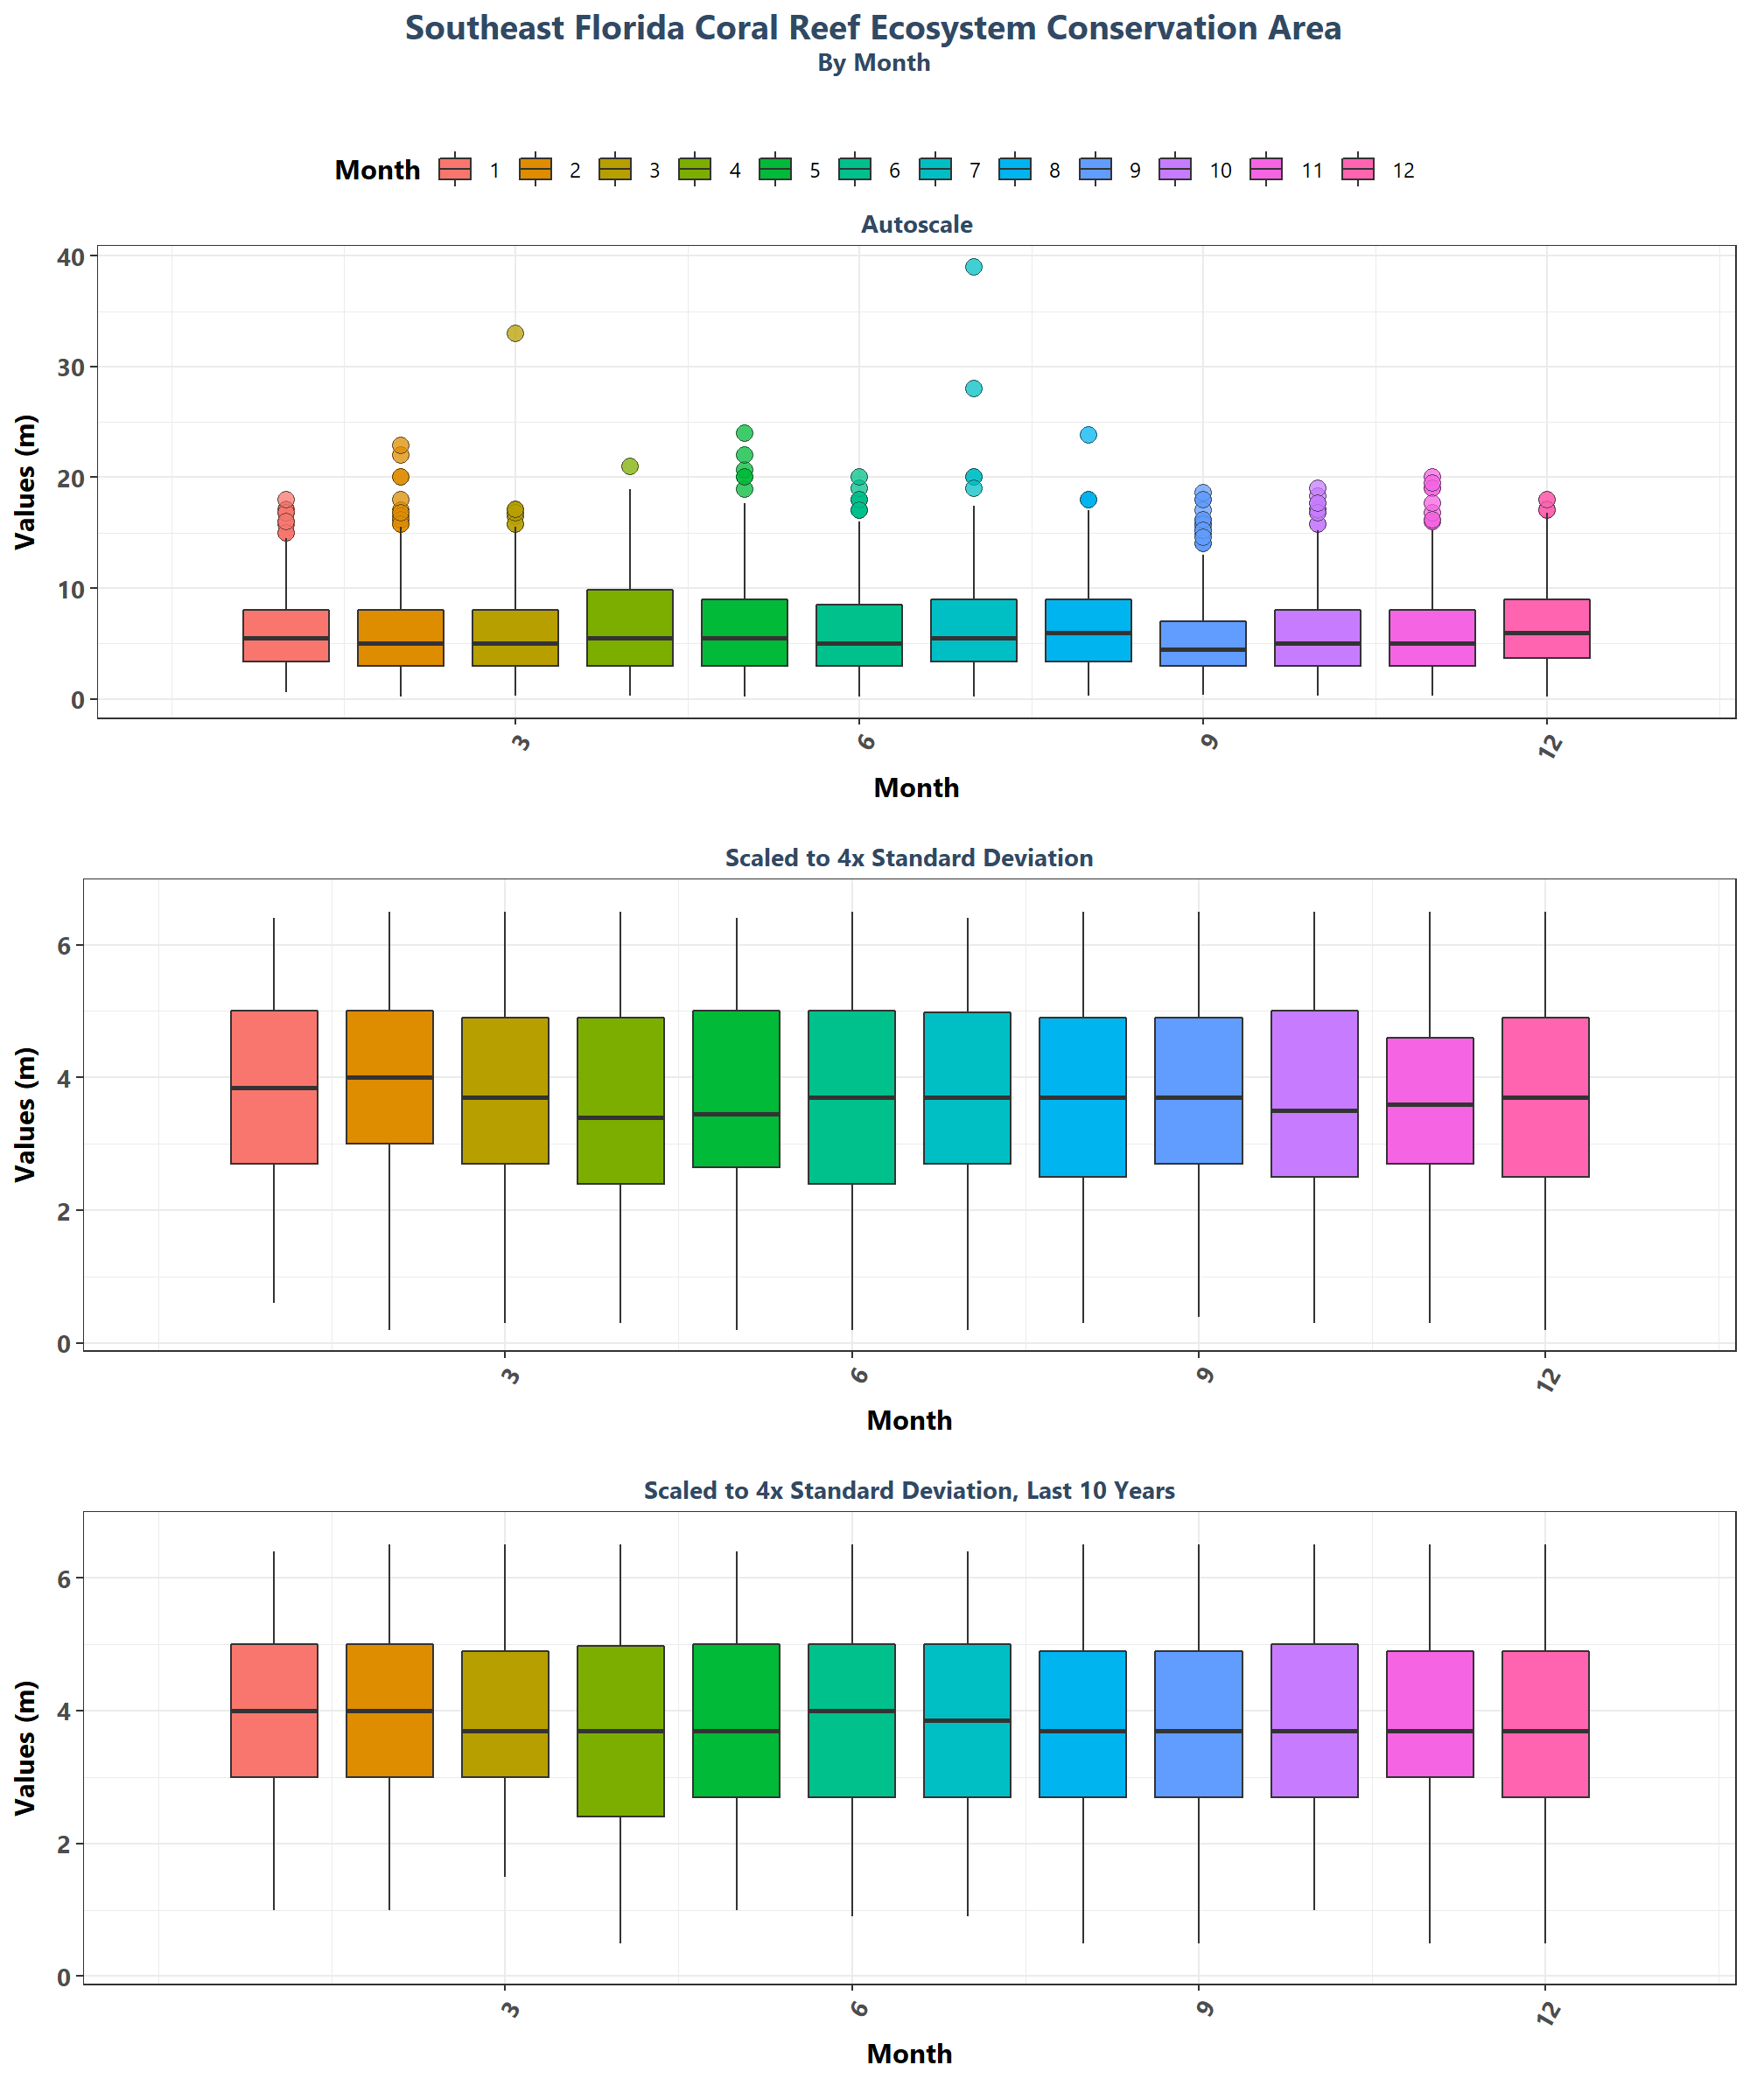 Southeast Florida Coral Reef Ecosystem Conservation Area
By Month
Month 1 2 3 4 5 6 7 8 9 10 11 12
Autoscale
Values (m)
40
30
20
10
0
3 6 9 12
Month
Scaled to 4x Standard Deviation
Values (m)
6
4
2
0
3 6 9 12
Month
Scaled to 4x Standard Deviation, Last 10 Years
Values (m)
6
4
2
0
3 6 9 12
Month